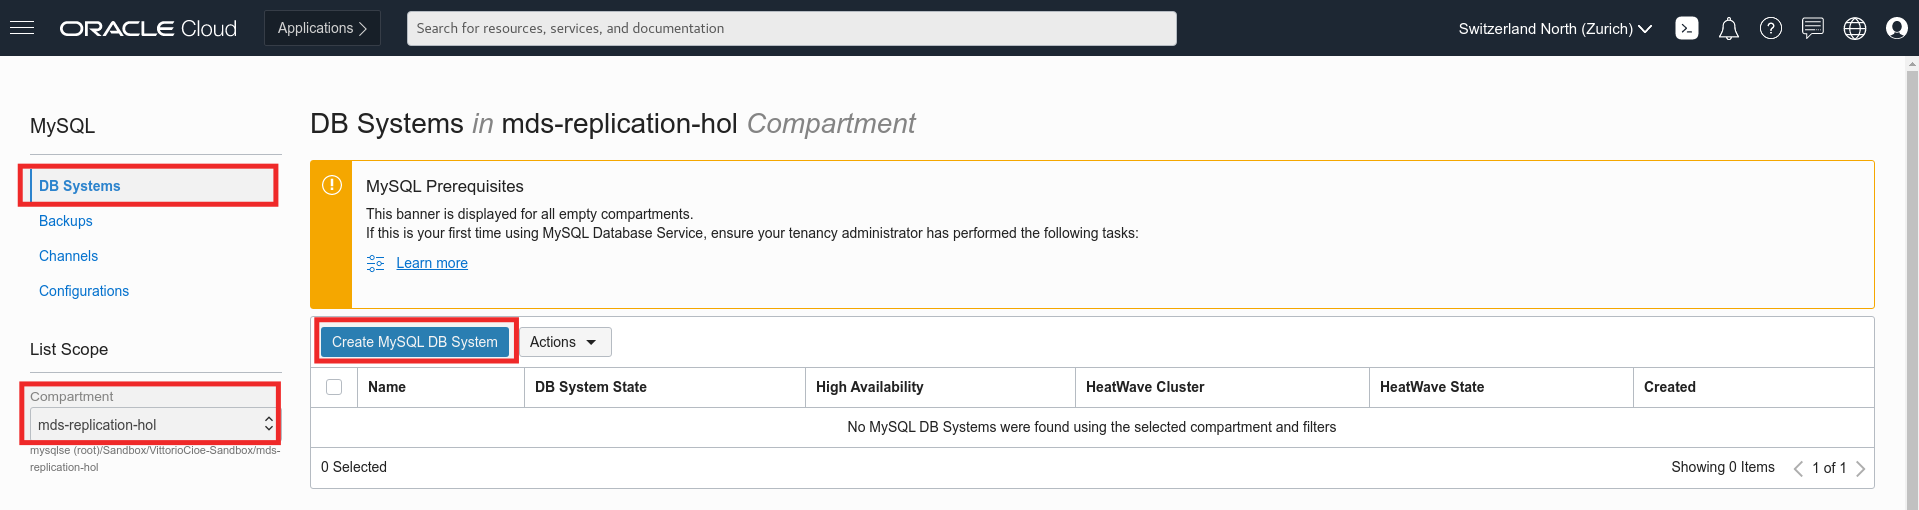 ORACLE Cloud
Applications
Search for resources, services, and documentation
Switzerland North (Zurich)
MySQL
DB Systems
Backups
Channels
Configurations
List Scope
Compartment
mds-replication-hol
mysqlse (root)/Sandbox/VittorioCioe-Sandbox/mds-
replication-hol
DB Systems in mds-replication-hol Compartment
MySQL Prerequisites
This banner is displayed for all empty compartments.
If this is your first time using MySQL Database Service, ensure your tenancy administrator has performed the following tasks:
Learn more
Create MySQL DB System
Actions
Name DB System State High Availability HeatWave Cluster HeatWave State Created
No MySQL DB Systems were found using the selected compartment and filters
0 Selected
Showing 0 Items
1 of 1